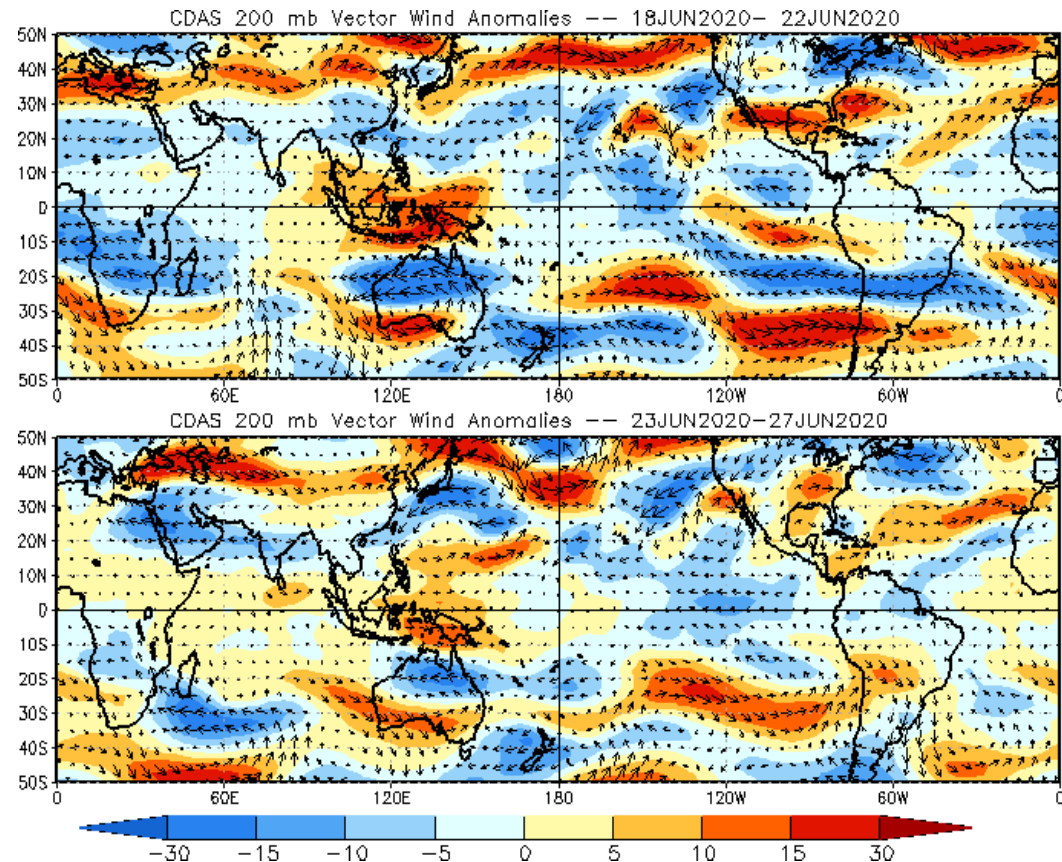 CDAS 200 mb Vector Wind Anomalies -- 18JUN2020- 22JUN2020
50N
40N
30N
20N
10N
0
10S
20S
30S
40S
50S
0 60E 120E 180 120W 60W 0
CDAS 200 mb Vector Wind Anomalies -- 23JUN2020-27JUN2020
50N
40N
30N
20N
10N
0
10S
20S
30S
40S
50S
0 60E 120E 180 120W 60W 0
-30 -15 -10 -5 0 5 10 15 30